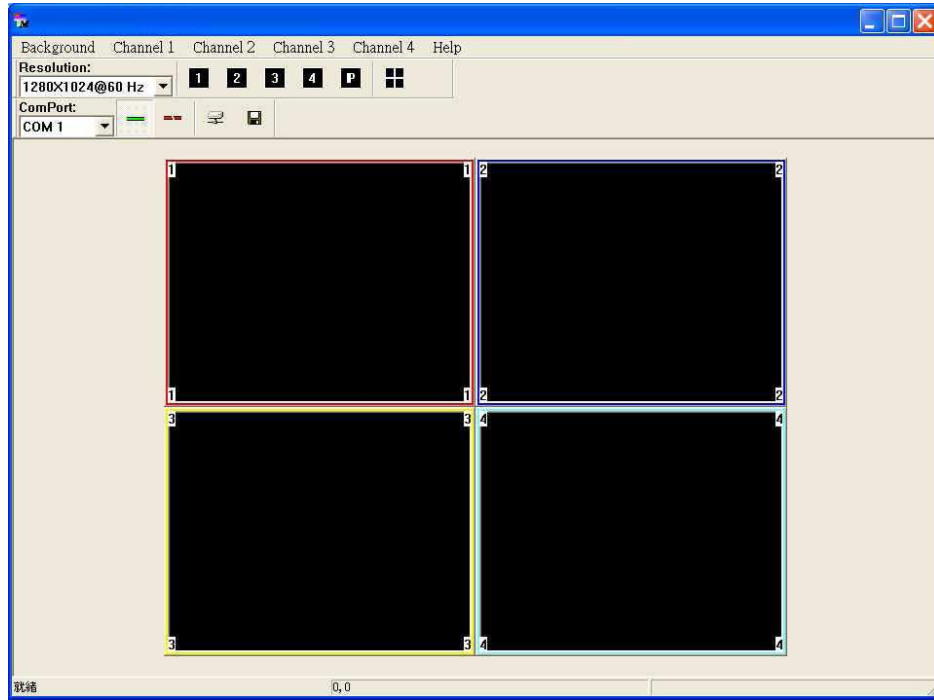 Background Channel 1 Channel 2 Channel 3 Channel 4 Help
Resolution:
1280X1024@60 Hz
1 2 3 4 P
ComPort:
COM 1
1 1 2 2
1 1 2 2
3 3 4 4
3 3 4 4
就緒 0, 0